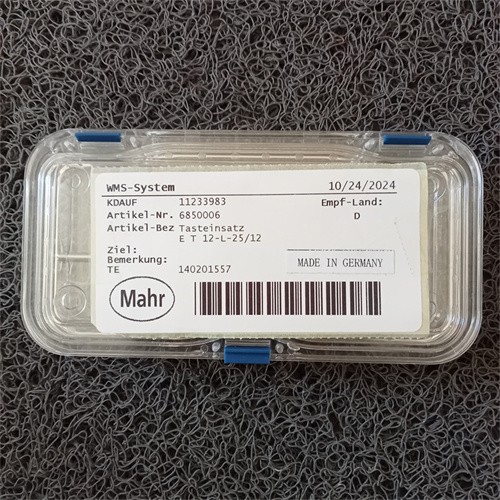 WMS-System 10/24/2024
KDAUF 11233983 Empf-Land:
Artikel-Nr. 6850006 D
Artikel-Bez Tasteinsatz
E T 12-L-25/12
Ziel:
Bemerkung: MADE IN GERMANY
TE 140201557
Mahr